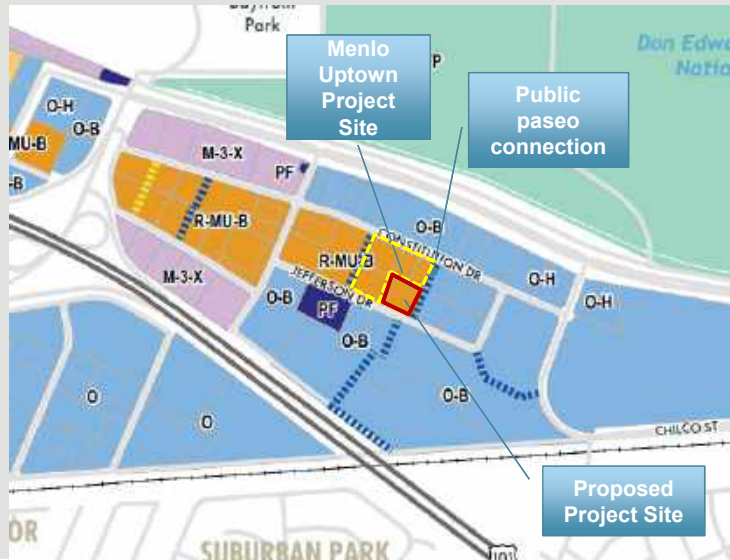 Park
Menlo
Uptown
Project
Site
Public
paseo
connection
Don Edwa
Natio
O-H
O-B
MU-B
-B
M-3-X
PF
R-MU-B
M-3-X
O-B
CONSTITUTION DR
R-MU-B
JEFFERSON DR
O-H
O-H
O-B
PF
O-B
O-B
O
O
CHILCO ST
Proposed
Project Site
OR
SUBURBAN PARK
101